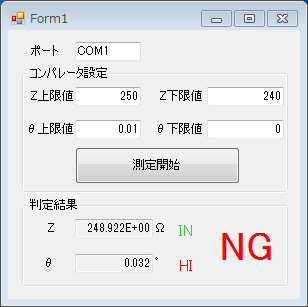 Form1
ポート COM1
コンパレータ設定
Z上限値 250 Z下限値 240
θ上限値 0.01 θ下限値 0
測定開始
判定結果
Z 248.922E+00 Ω IN
NG
θ 0.032 ° HI